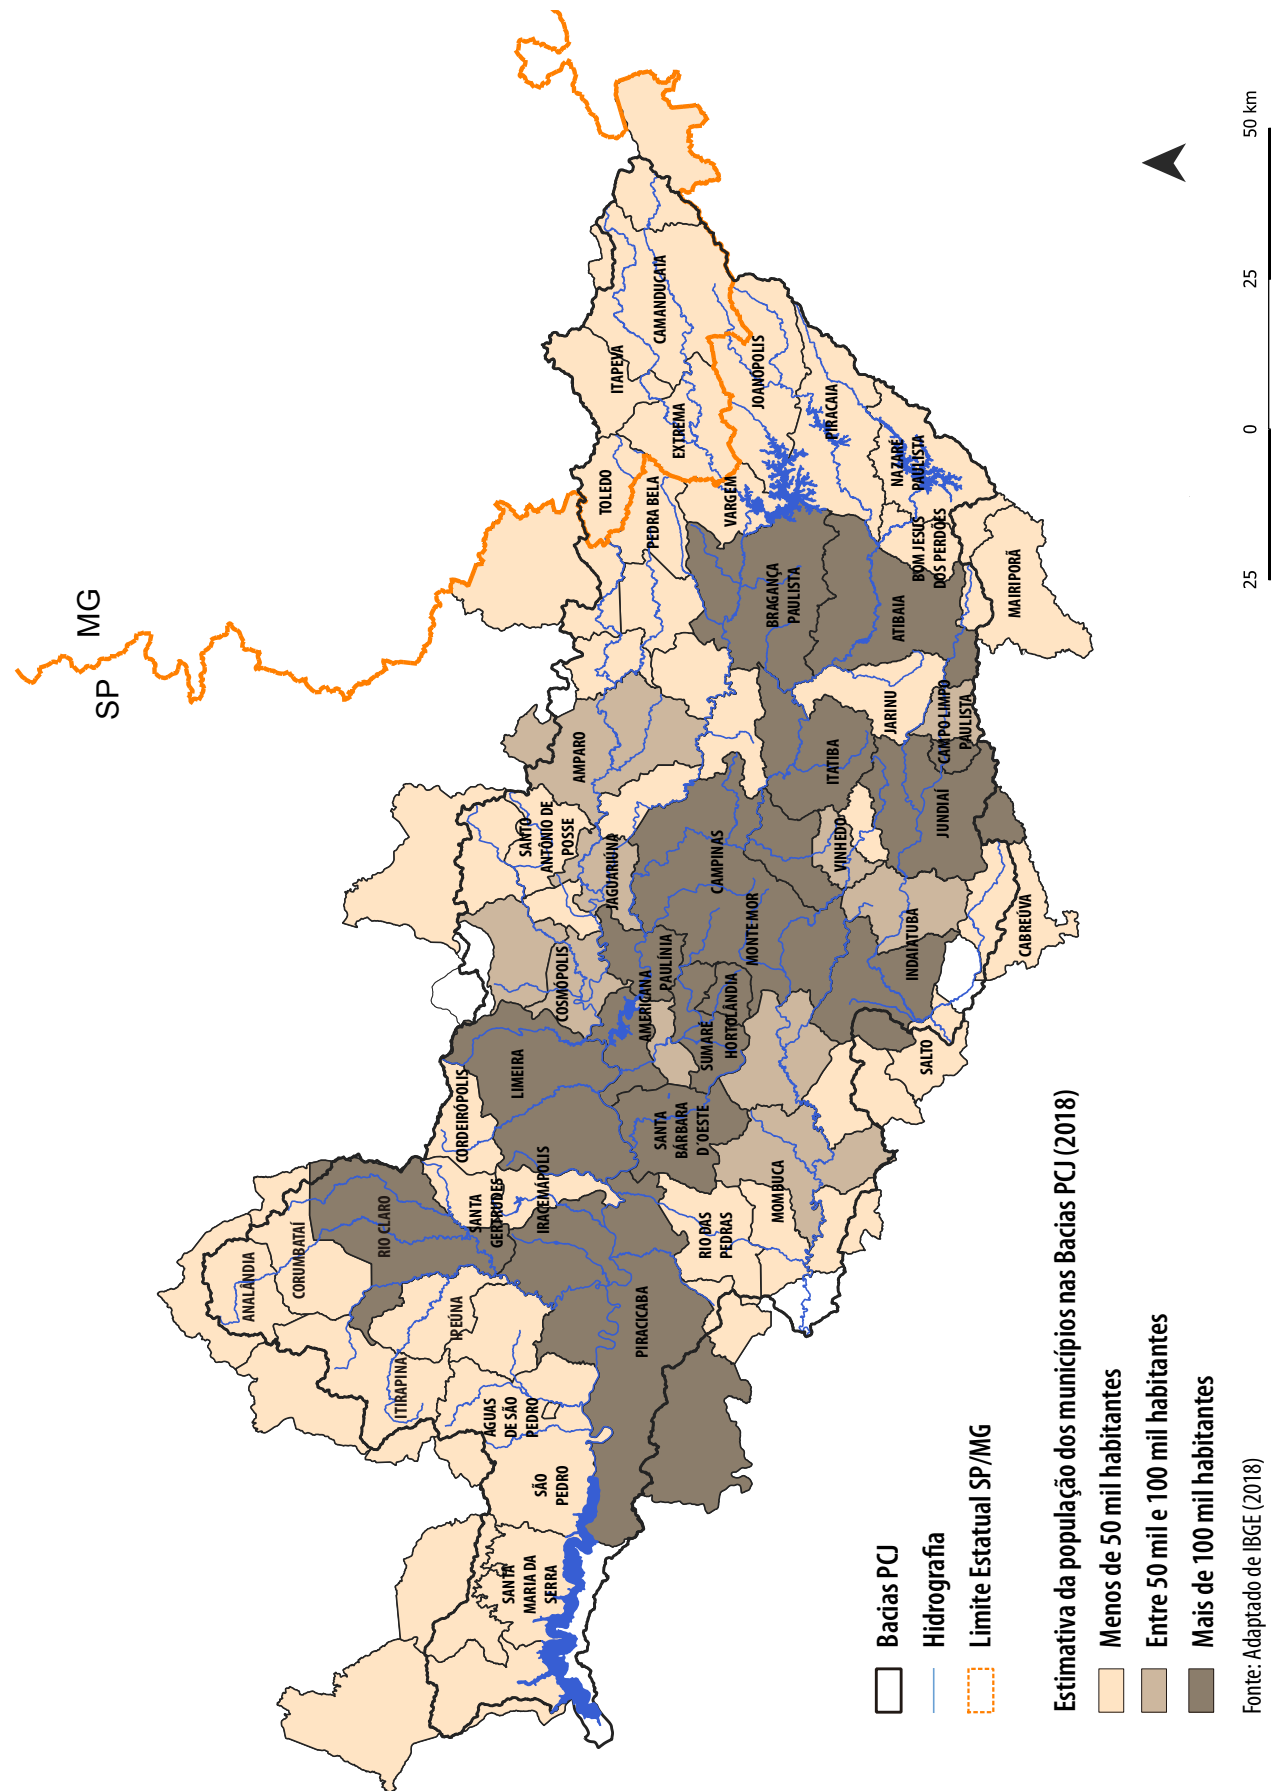 SP
MG
ANALÂNDIA
CORUMBATAÍ
RIO CLARO
ITIRAPINA
IPEÚNA
SANTA
GERTRUDES
CORDEIRÓPOLIS
IRACEMÁPOLIS
LIMEIRA
ÁGUAS
DE SÃO
PEDRO
SÃO
PEDRO
SANTA
MARIA DA
SERRA
PIRACICABA
RIO DAS
PEDRAS
MOMBUCA
SANTA
BÁRBARA
D´OESTE
AMERICANA
SUMARÉ
HORTOLÂNDIA
PAULÍNIA
COSMÓPOLIS
SANTO
ANTÔNIO DE
POSSE
JAGUARIÚNA
AMPARO
CAMPINAS
MONTE MOR
VINHEDO
INDAIATUBA
SALTO
CABREÚVA
ITATIBA
JUNDIAÍ
JARINU
CAMPO LIMPO
PAULISTA
BRAGANÇA
PAULISTA
ATIBAIA
BOM JESUS
DOS PERDÕES
MAIRIPORÃ
NAZARÉ
PAULISTA
PIRACAIA
JOANÓPOLIS
VARGEM
PEDRA BELA
TOLEDO
EXTREMA
ITAPEVA
CAMANDUCAIA
Bacias PCJ
Hidrografia
Limite Estatual SP/MG
Estimativa da população dos municípios nas Bacias PCJ (2018)
Menos de 50 mil habitantes
Entre 50 mil e 100 mil habitantes
Mais de 100 mil habitantes
Fonte: Adaptado de IBGE (2018)
25 0 25 50 km